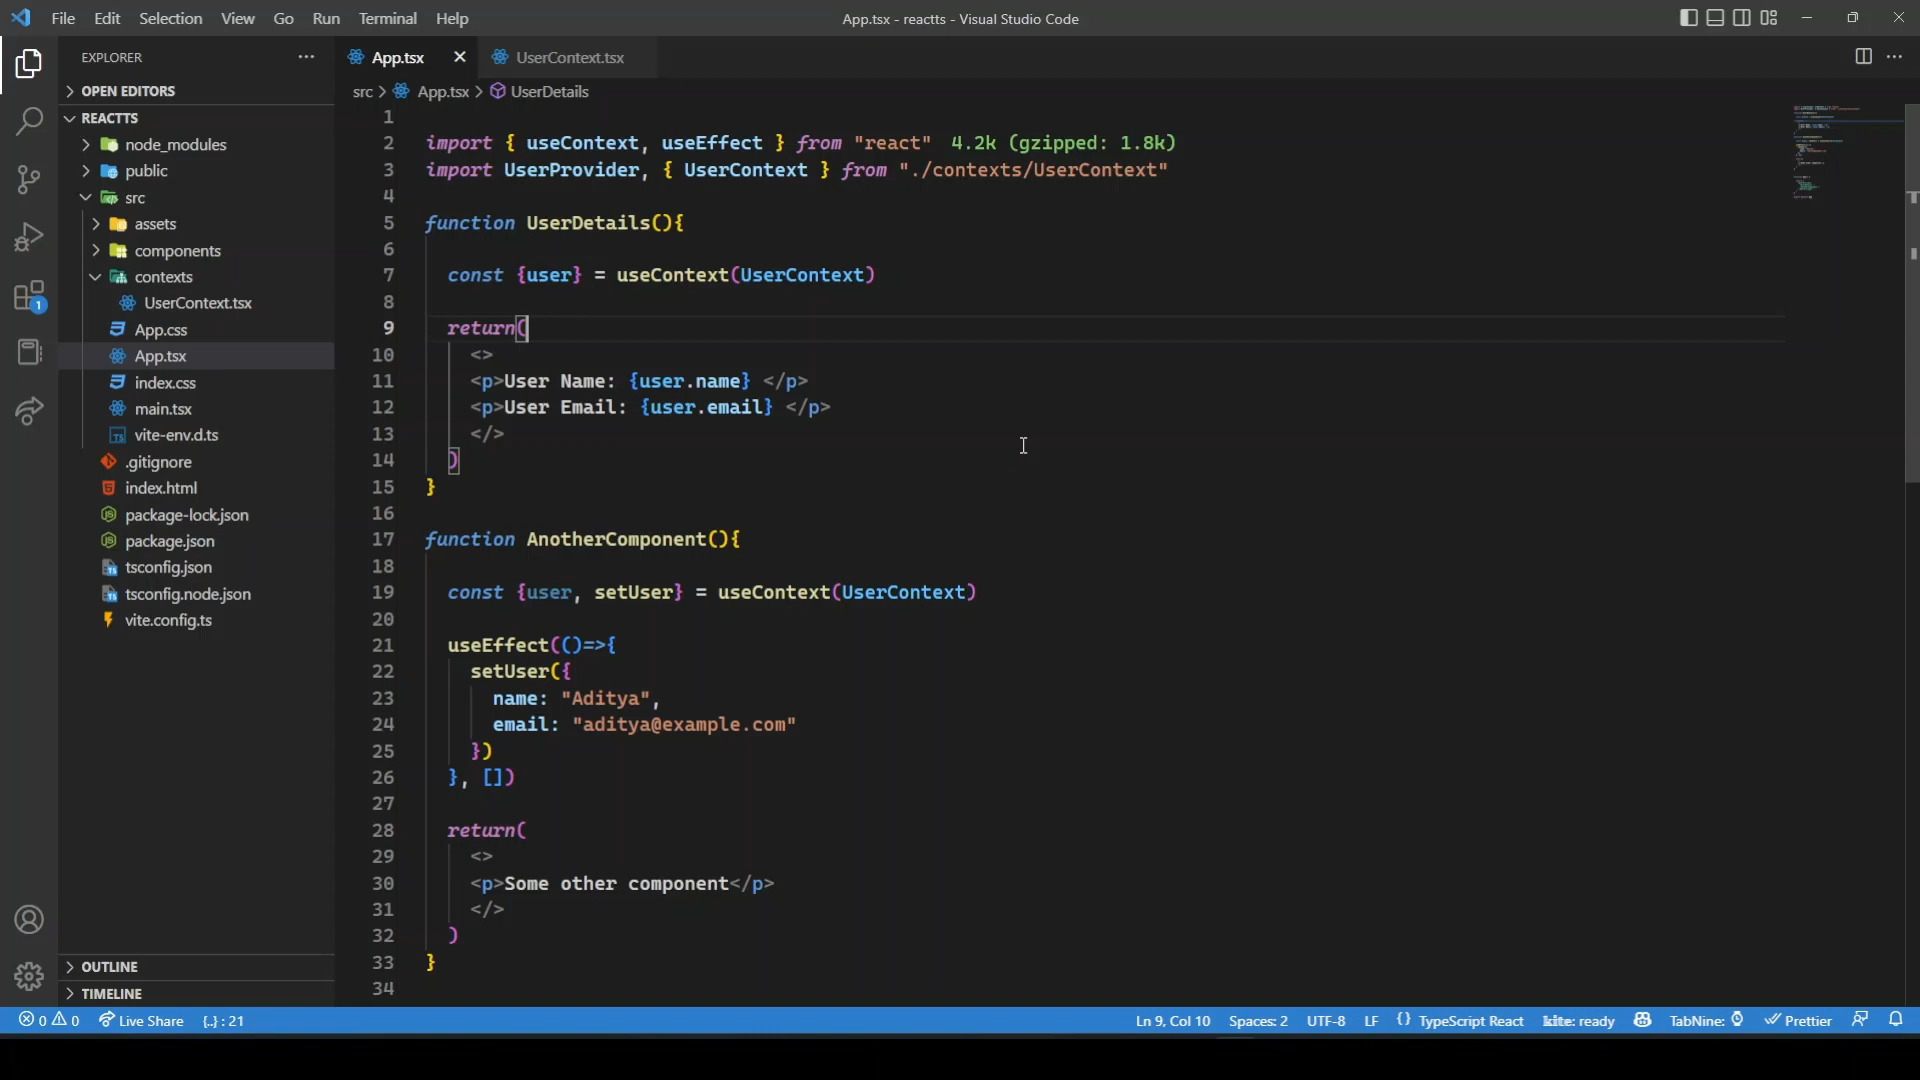 File Edit Selection View Go Run Terminal Help
App.tsx - reactts - Visual Studio Code
EXPLORER
OPEN EDITORS
REACTTS
node_modules
public
src
assets
components
contexts
UserContext.tsx
App.css
App.tsx
index.css
main.tsx
vite-env.d.ts
.gitignore
index.html
package-lock.json
package.json
tsconfig.json
tsconfig.node.json
vite.config.ts
OUTLINE
TIMELINE
1
App.tsx
UserContext.tsx
src > App.tsx > UserDetails
1
2 import { useContext, useEffect } from "react" 4.2k (gzipped: 1.8k)
3 import UserProvider, { UserContext } from "./contexts/UserContext"
4
5 function UserDetails(){
6
7 const {user} = useContext(UserContext)
8
9 return(
10 <>
11 <p>User Name: {user.name} </p>
12 <p>User Email: {user.email} </p>
13 </>
14 )
15 }
16
17 function AnotherComponent(){
18
19 const {user, setUser} = useContext(UserContext)
20
21 useEffect(()=>{
22 setUser({
23 name: "Aditya",
24 email: "aditya@example.com"
25 })
26 }, [])
27
28 return(
29 <>
30 <p>Some other component</p>
31 </>
32 )
33 }
34
0 0 Live Share {..} : 21 Ln 9, Col 10 Spaces: 2 UTF-8 LF {} TypeScript React kite: ready TabNine: Prettier